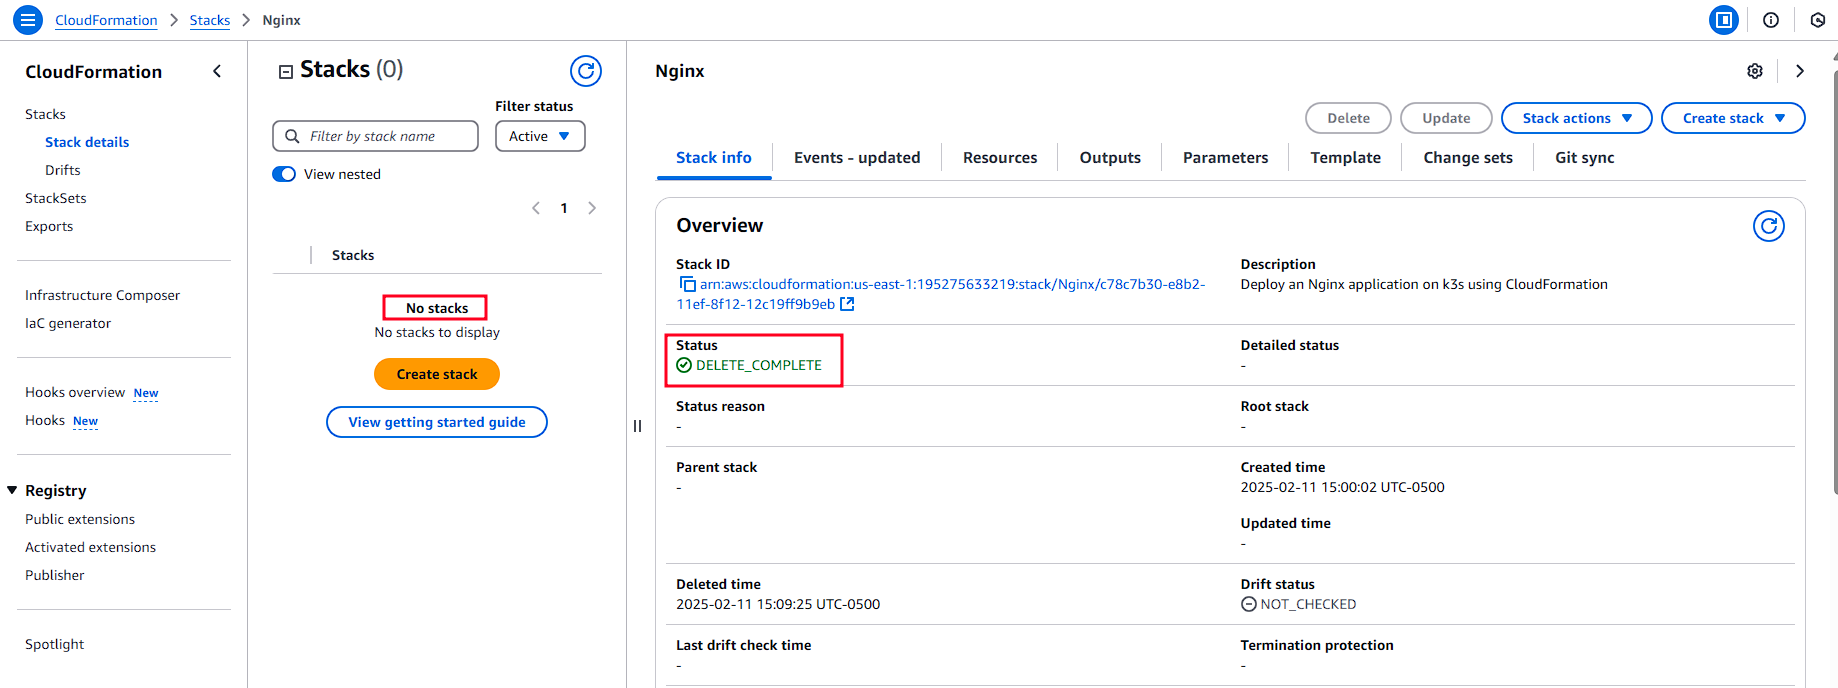 CloudFormation > Stacks > Nginx
CloudFormation
Stacks
Stack details
Drifts
StackSets
Exports
Infrastructure Composer
IaC generator
Hooks overview New
Hooks New
Registry
Public extensions
Activated extensions
Publisher
Spotlight
Stacks (0)
Filter status
Filter by stack name
Active
View nested
1
Stacks
No stacks
No stacks to display
Create stack
View getting started guide
Nginx
Delete
Update
Stack actions
Create stack
Stack info
Events - updated
Resources
Outputs
Parameters
Template
Change sets
Git sync
Overview
Stack ID
arn:aws:cloudformation:us-east-1:195275633219:stack/Nginx/c78c7b30-e8b2-
11ef-8f12-12c19ff9b9eb
Description
Deploy an Nginx application on k3s using CloudFormation
Status
DELETE_COMPLETE
Detailed status
-
Status reason
-
Root stack
-
Parent stack
-
Created time
2025-02-11 15:00:02 UTC-0500
Updated time
-
Deleted time
2025-02-11 15:09:25 UTC-0500
Drift status
NOT_CHECKED
Last drift check time
-
Termination protection
-